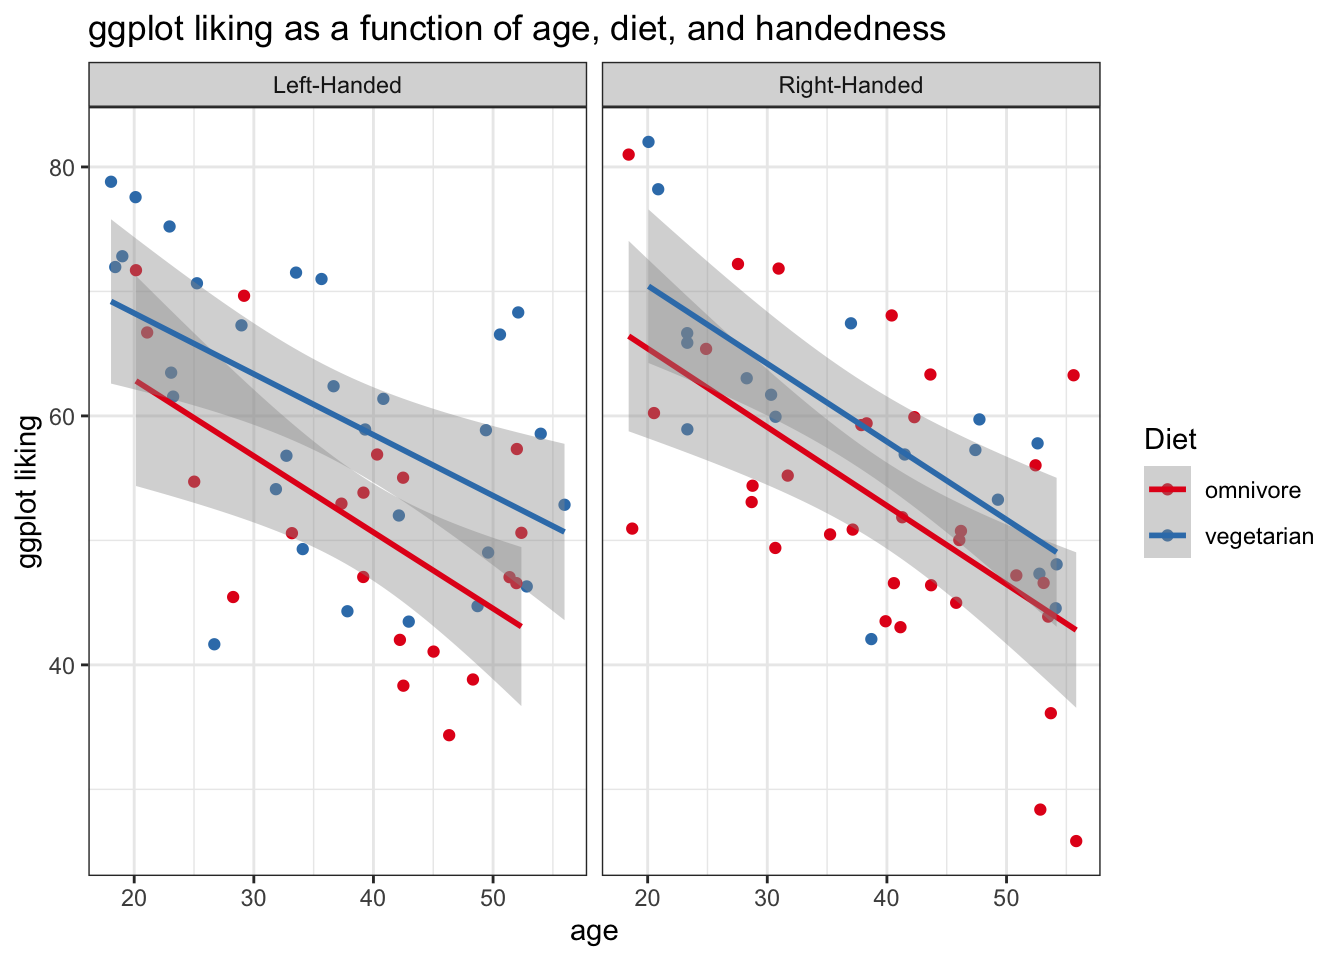 ggplot liking as a function of age, diet, and handedness
Left-Handed
Right-Handed
80
60
40
ggplot liking
20 30 40 50
20 30 40 50
age
Diet
omnivore
vegetarian